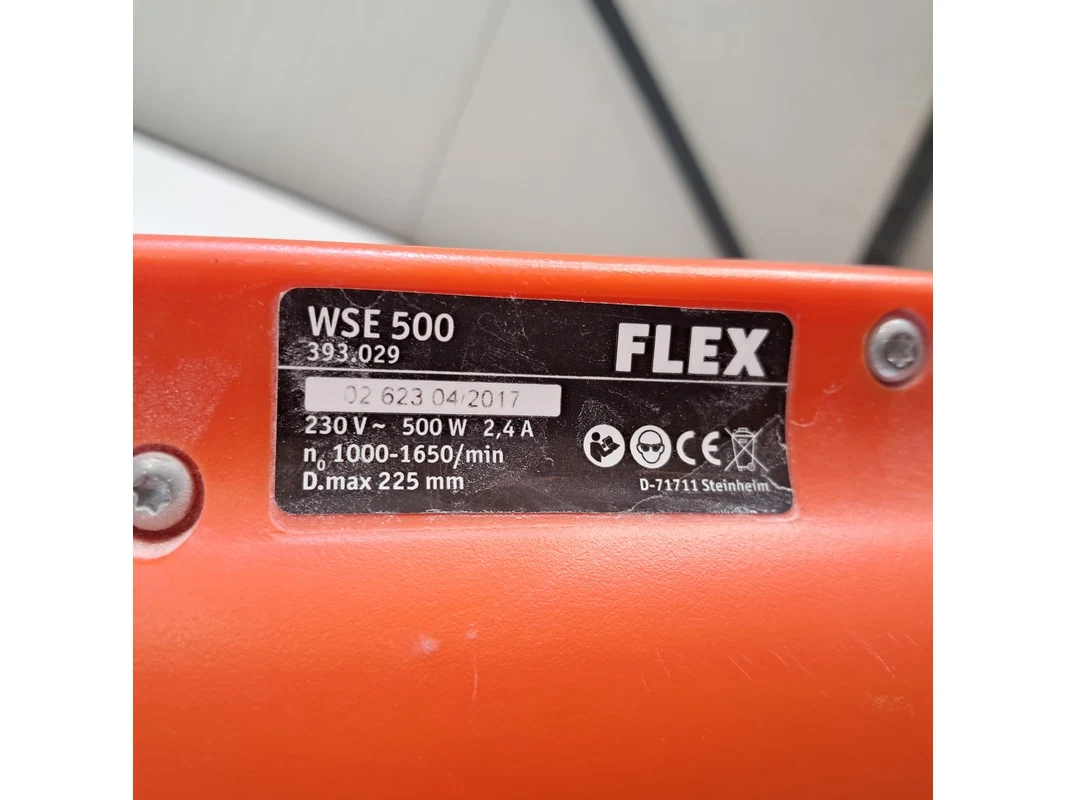 WSE 500
393.029
FLEX
02 623 04/2017
230 V~ 500 W 2,4 A
n0 1000-1650/min
D.max 225 mm
CE
D-71711 Steinheim